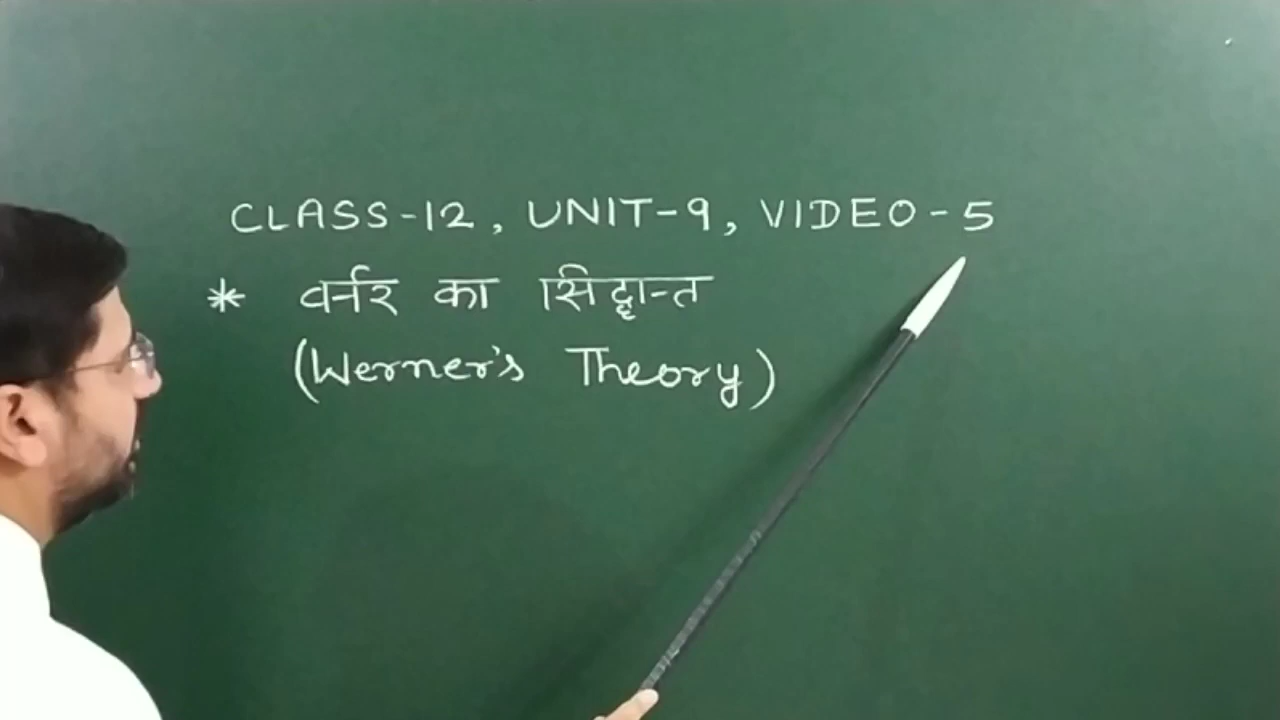 CLASS-12, UNIT-9, VIDEO-5
* वर्नर का सिद्धान्त
(Werner's Theory)